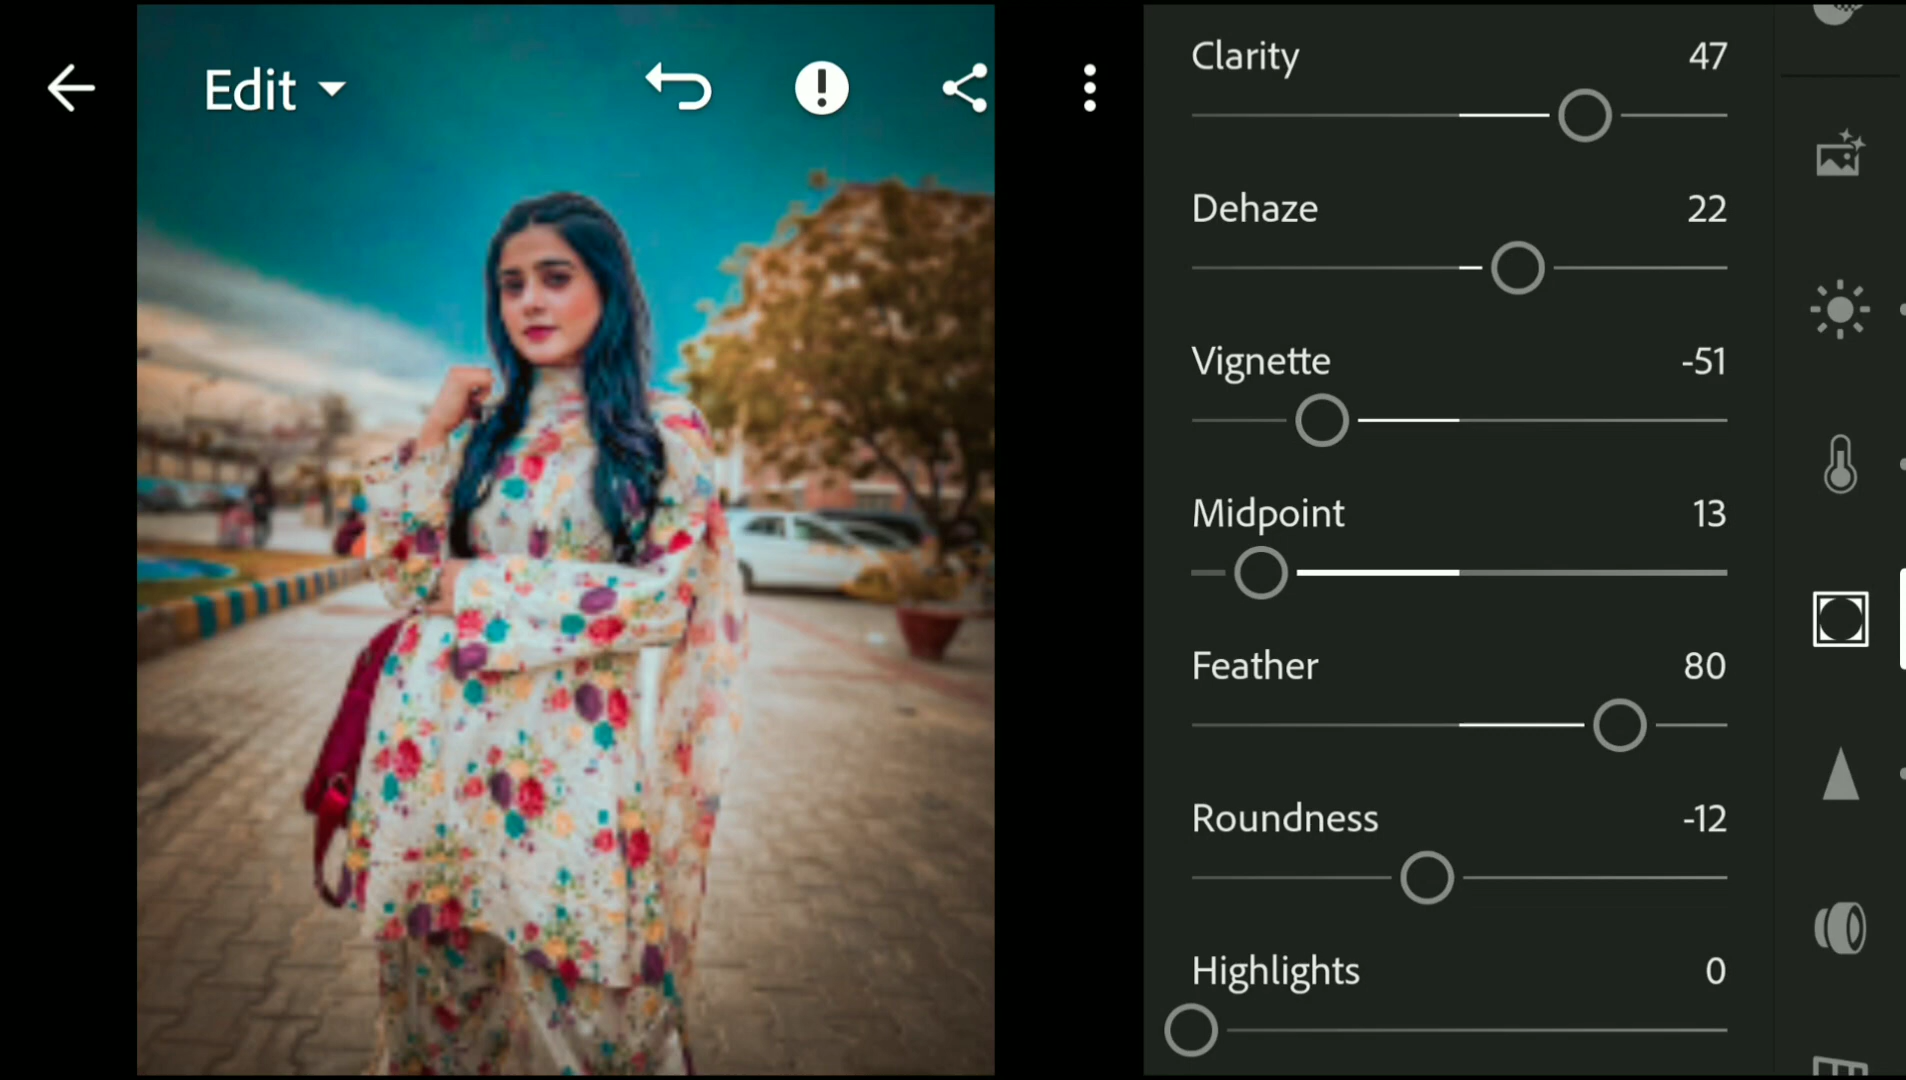 Edit
Clarity 47
Dehaze 22
Vignette -51
Midpoint 13
Feather 80
Roundness -12
Highlights 0